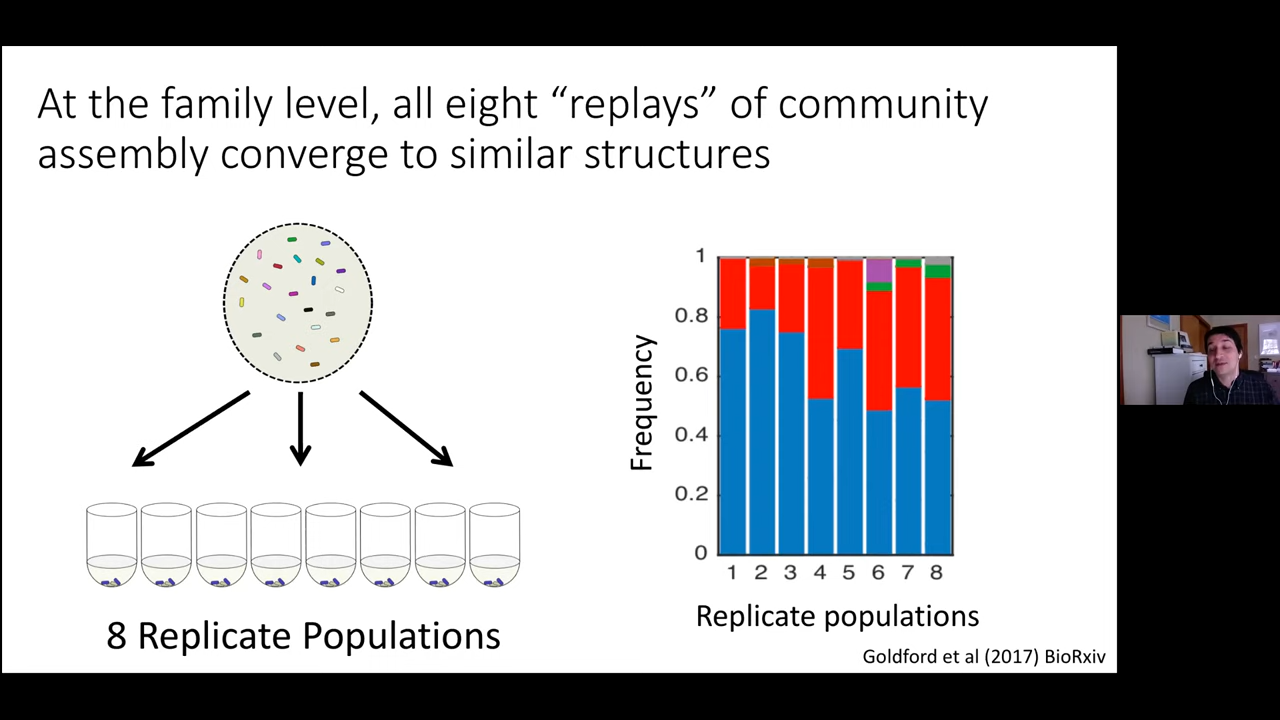 At the family level, all eight “replays” of community
assembly converge to similar structures
8 Replicate Populations
Frequency
1
0.8
0.6
0.4
0.2
0
1 2 3 4 5 6 7 8
Replicate populations
Goldford et al (2017) BioRxiv